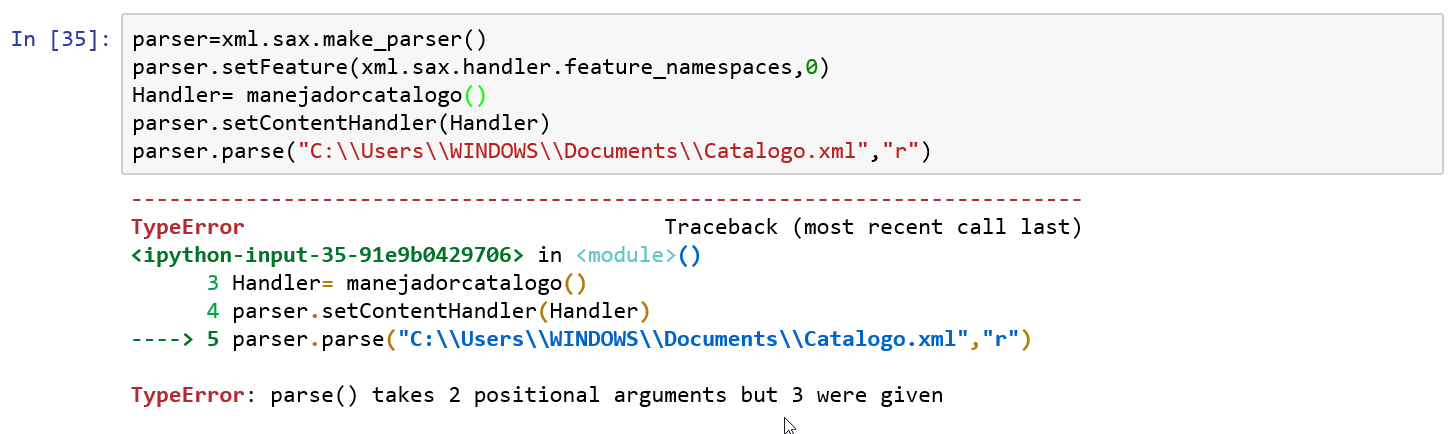 In [35]: parser=xml.sax.make_parser()
parser.setFeature(xml.sax.handler.feature_namespaces,0)
Handler= manejadorcatalogo()
parser.setContentHandler(Handler)
parser.parse("C:\\Users\\WINDOWS\\Documents\\Catalogo.xml","r")
---------------------------------------------------------------------------
TypeError                                 Traceback (most recent call last)
<ipython-input-35-91e9b0429706> in <module>()
      3 Handler= manejadorcatalogo()
      4 parser.setContentHandler(Handler)
----> 5 parser.parse("C:\\Users\\WINDOWS\\Documents\\Catalogo.xml","r")
TypeError: parse() takes 2 positional arguments but 3 were given